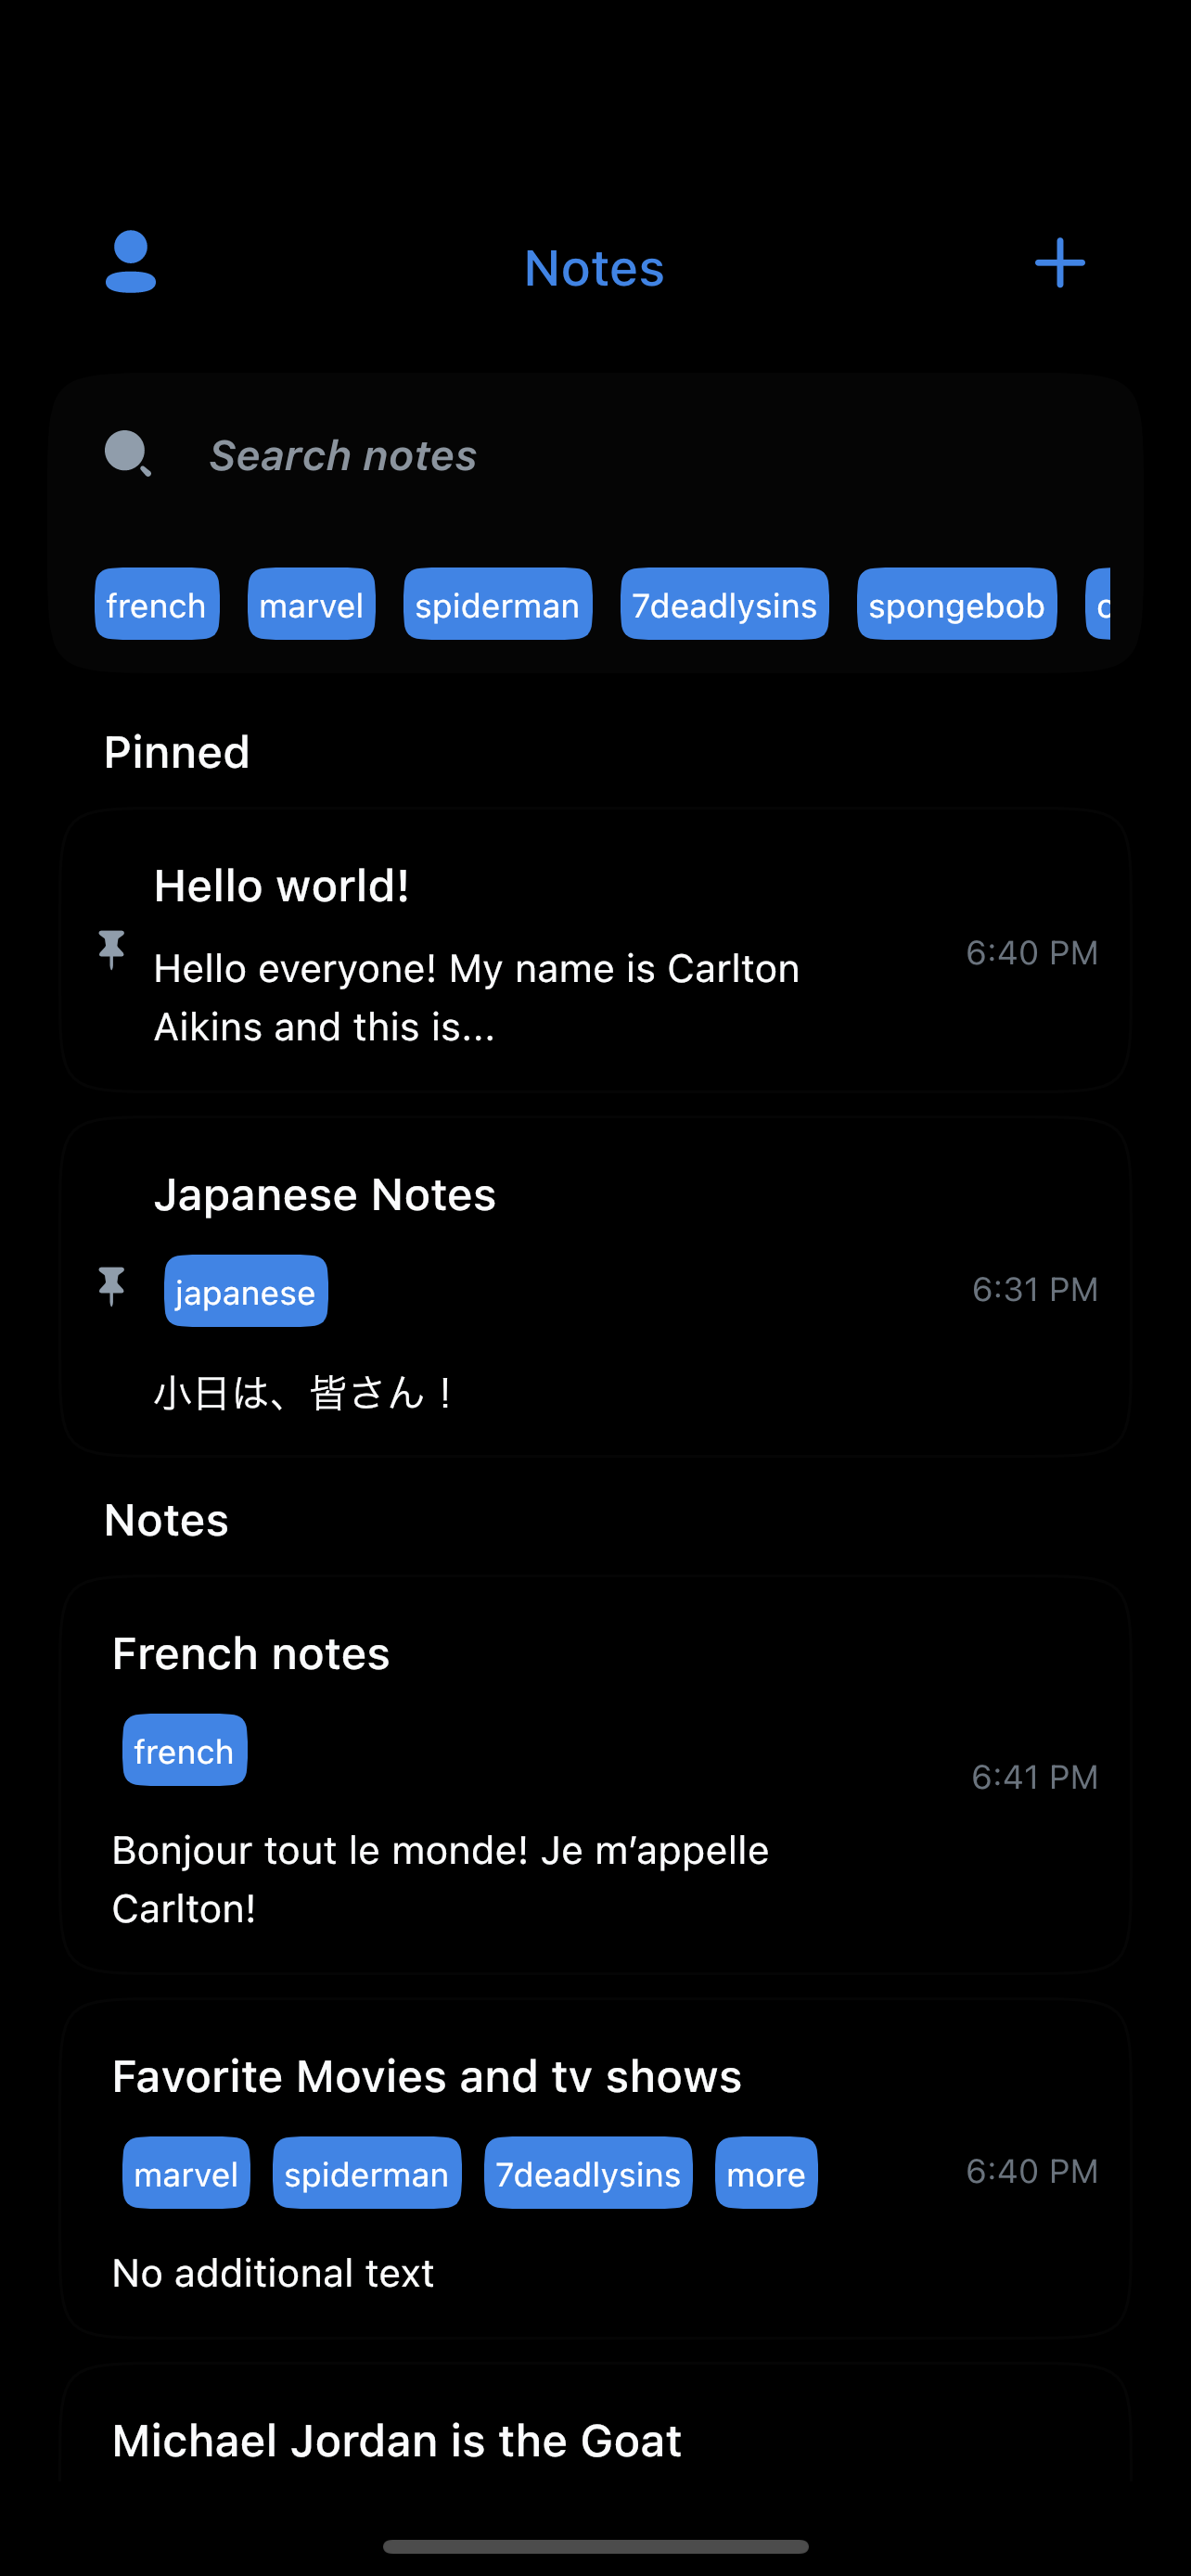 Notes
Search notes
french marvel spiderman 7deadlysins spongebob
Pinned
Hello world!
Hello everyone! My name is Carlton
Aikins and this is...
6:40 PM
Japanese Notes
japanese
6:31 PM
小日は、皆さん！
Notes
French notes
french
6:41 PM
Bonjour tout le monde! Je m’appelle
Carlton!
Favorite Movies and tv shows
marvel spiderman 7deadlysins more
6:40 PM
No additional text
Michael Jordan is the Goat